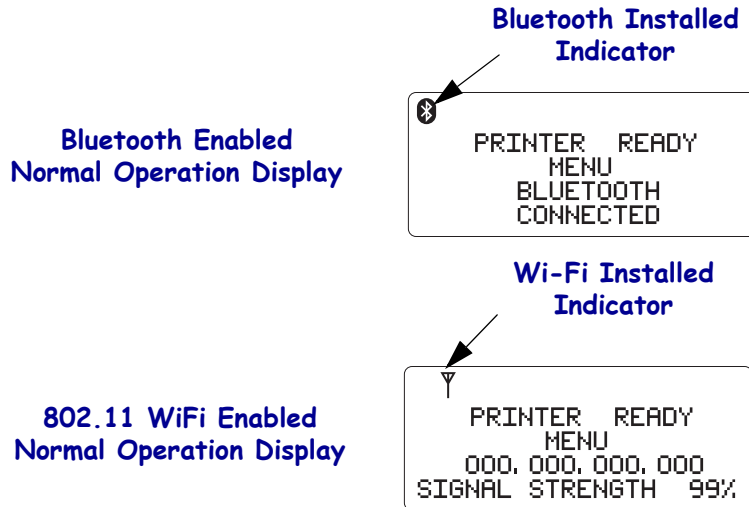 Bluetooth Installed
Indicator
Bluetooth Enabled
Normal Operation Display
PRINTER READY
MENU
BLUETOOTH
CONNECTED
Wi-Fi Installed
Indicator
802.11 WiFi Enabled
Normal Operation Display
PRINTER READY
MENU
000. 000. 000. 000
SIGNAL STRENGTH 99%